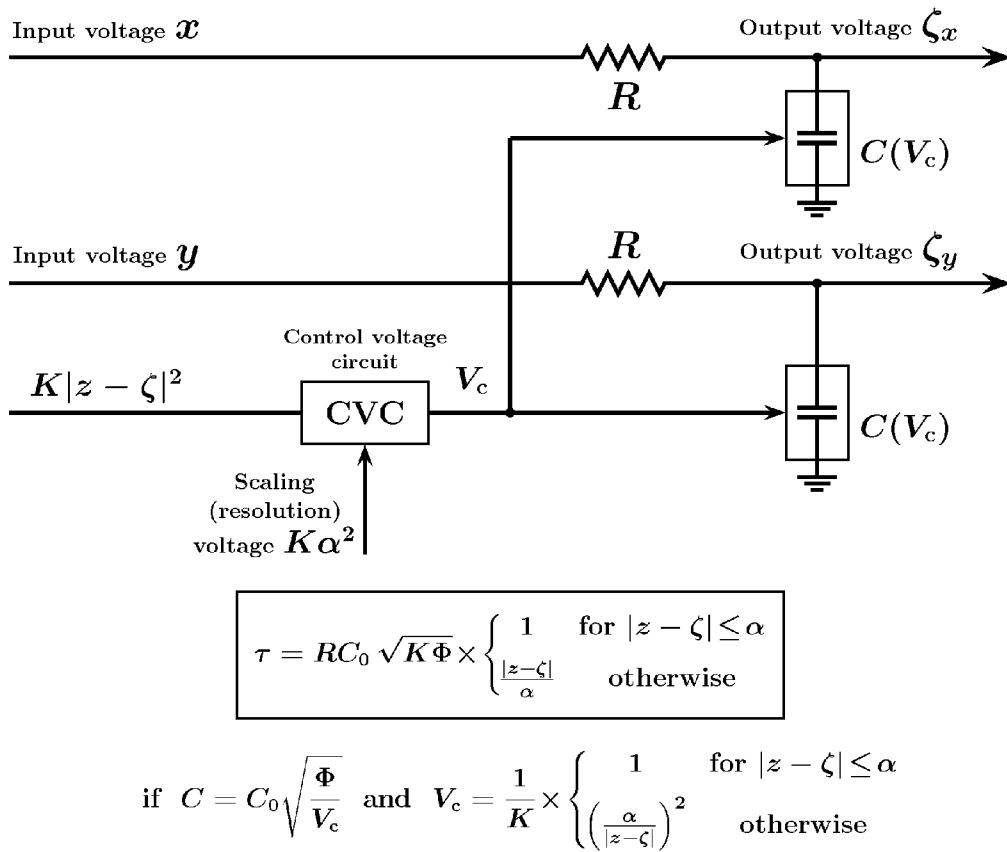 Input voltage x
Output voltage ζx
R
C(Vc)
Input voltage y
R
Output voltage ζy
Control voltage
circuit
K|z − ζ|²
CVC
Vc
C(Vc)
Scaling
(resolution)
voltage Kα²
τ = RC₀ √(KΦ) × { 1 for |z − ζ| ≤ α
|z−ζ|/α otherwise
if C = C₀ √(Φ/Vc) and Vc = 1/K × { 1 for |z − ζ| ≤ α
(α/|z−ζ|)² otherwise